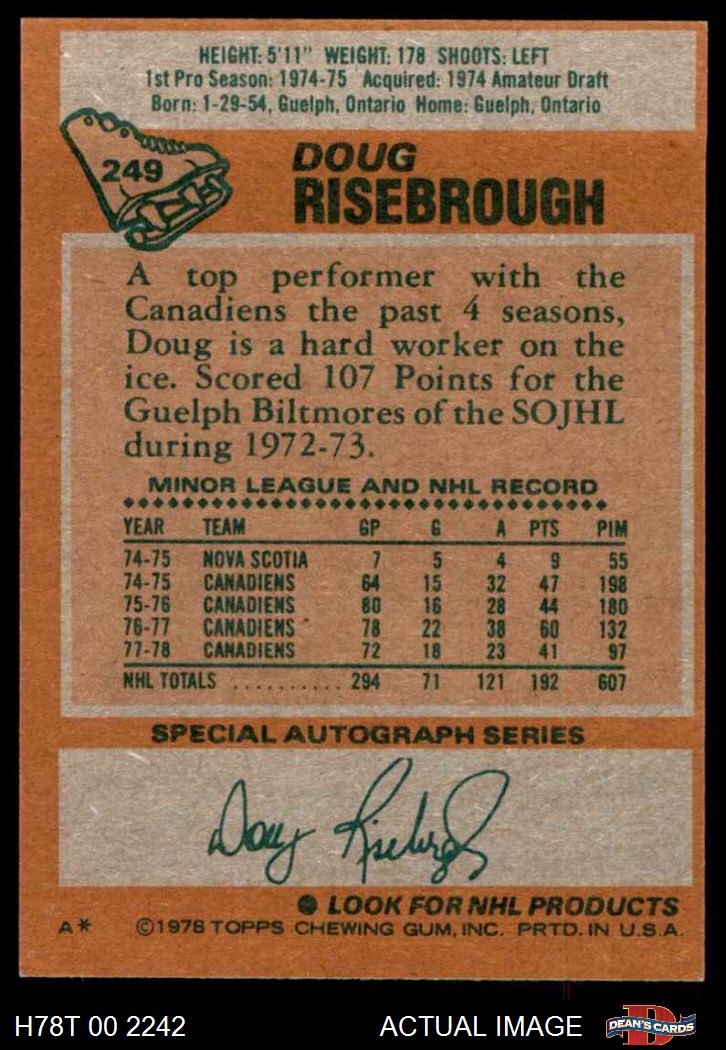 HEIGHT: 5'11" WEIGHT: 178 SHOOTS: LEFT
1st Pro Season: 1974-75 Acquired: 1974 Amateur Draft
Born: 1-29-54, Guelph, Ontario Home: Guelph, Ontario
249
DOUG
RISEBROUGH
A top performer with the
Canadiens the past 4 seasons,
Doug is a hard worker on the
ice. Scored 107 Points for the
Guelph Biltmores of the SOJHL
during 1972-73.
MINOR LEAGUE AND NHL RECORD
YEAR TEAM GP G A PTS PIM
74-75 NOVA SCOTIA 7 5 4 9 55
74-75 CANADIENS 64 15 32 47 198
75-76 CANADIENS 80 16 28 44 180
76-77 CANADIENS 78 22 38 60 132
77-78 CANADIENS 72 18 23 41 97
NHL TOTALS .......... 294 71 121 192 607
SPECIAL AUTOGRAPH SERIES
Doug Risebrough
LOOK FOR NHL PRODUCTS
A* ©1978 TOPPS CHEWING GUM, INC. PRTD. IN U.S.A.
H78T 00 2242 ACTUAL IMAGE
D
DEAN'S CARDS